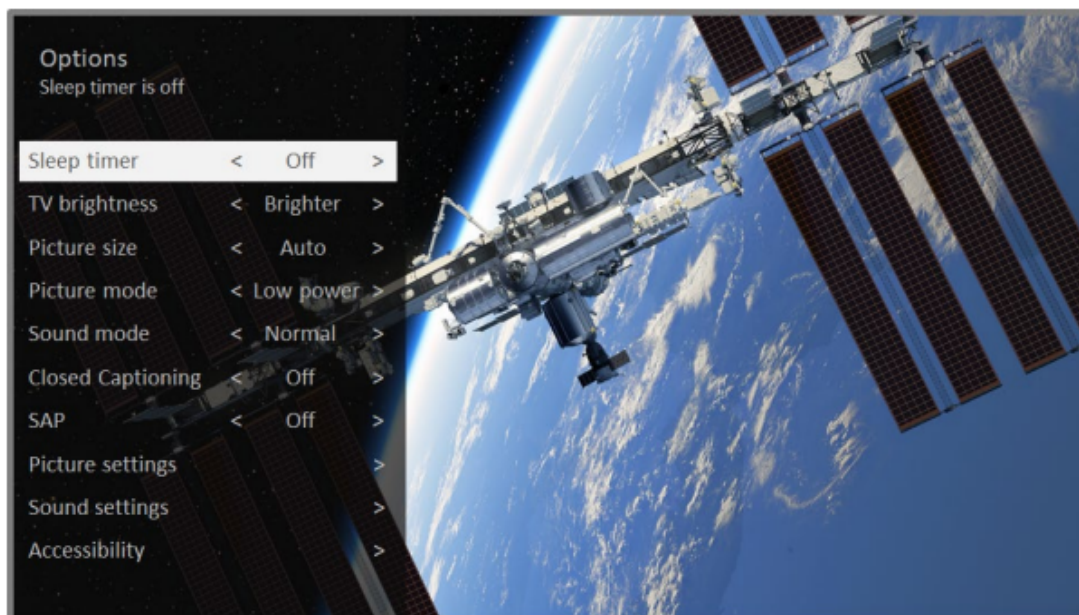 Options
Sleep timer is off
Sleep timer < Off >
TV brightness < Brighter >
Picture size < Auto >
Picture mode < Low power >
Sound mode < Normal >
Closed Captioning < Off >
SAP < Off >
Picture settings >
Sound settings >
Accessibility >